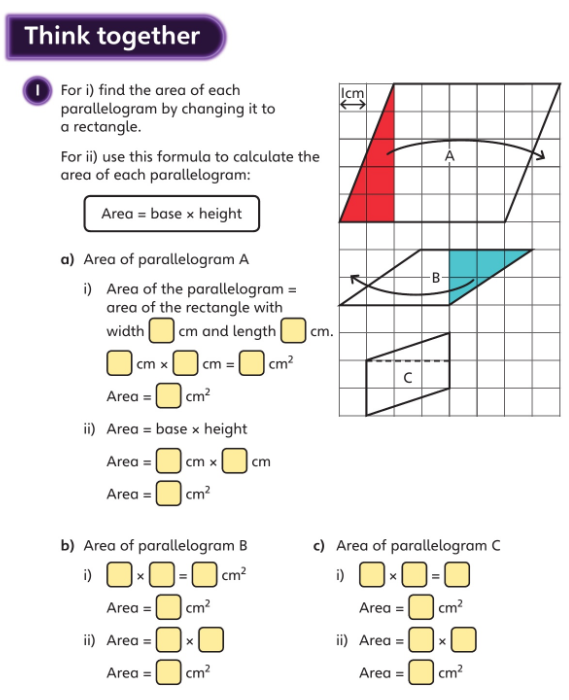 Think together
1 For i) find the area of each
parallelogram by changing it to
a rectangle.
For ii) use this formula to calculate the
area of each parallelogram:
Area = base × height
1cm
A
B
C
a) Area of parallelogram A
i) Area of the parallelogram =
area of the rectangle with
width cm and length cm.
cm × cm = cm²
Area = cm²
ii) Area = base × height
Area = cm × cm
Area = cm²
b) Area of parallelogram B
i) × = cm²
Area = cm²
ii) Area = ×
Area = cm²
c) Area of parallelogram C
i) × =
Area = cm²
ii) Area = ×
Area = cm²